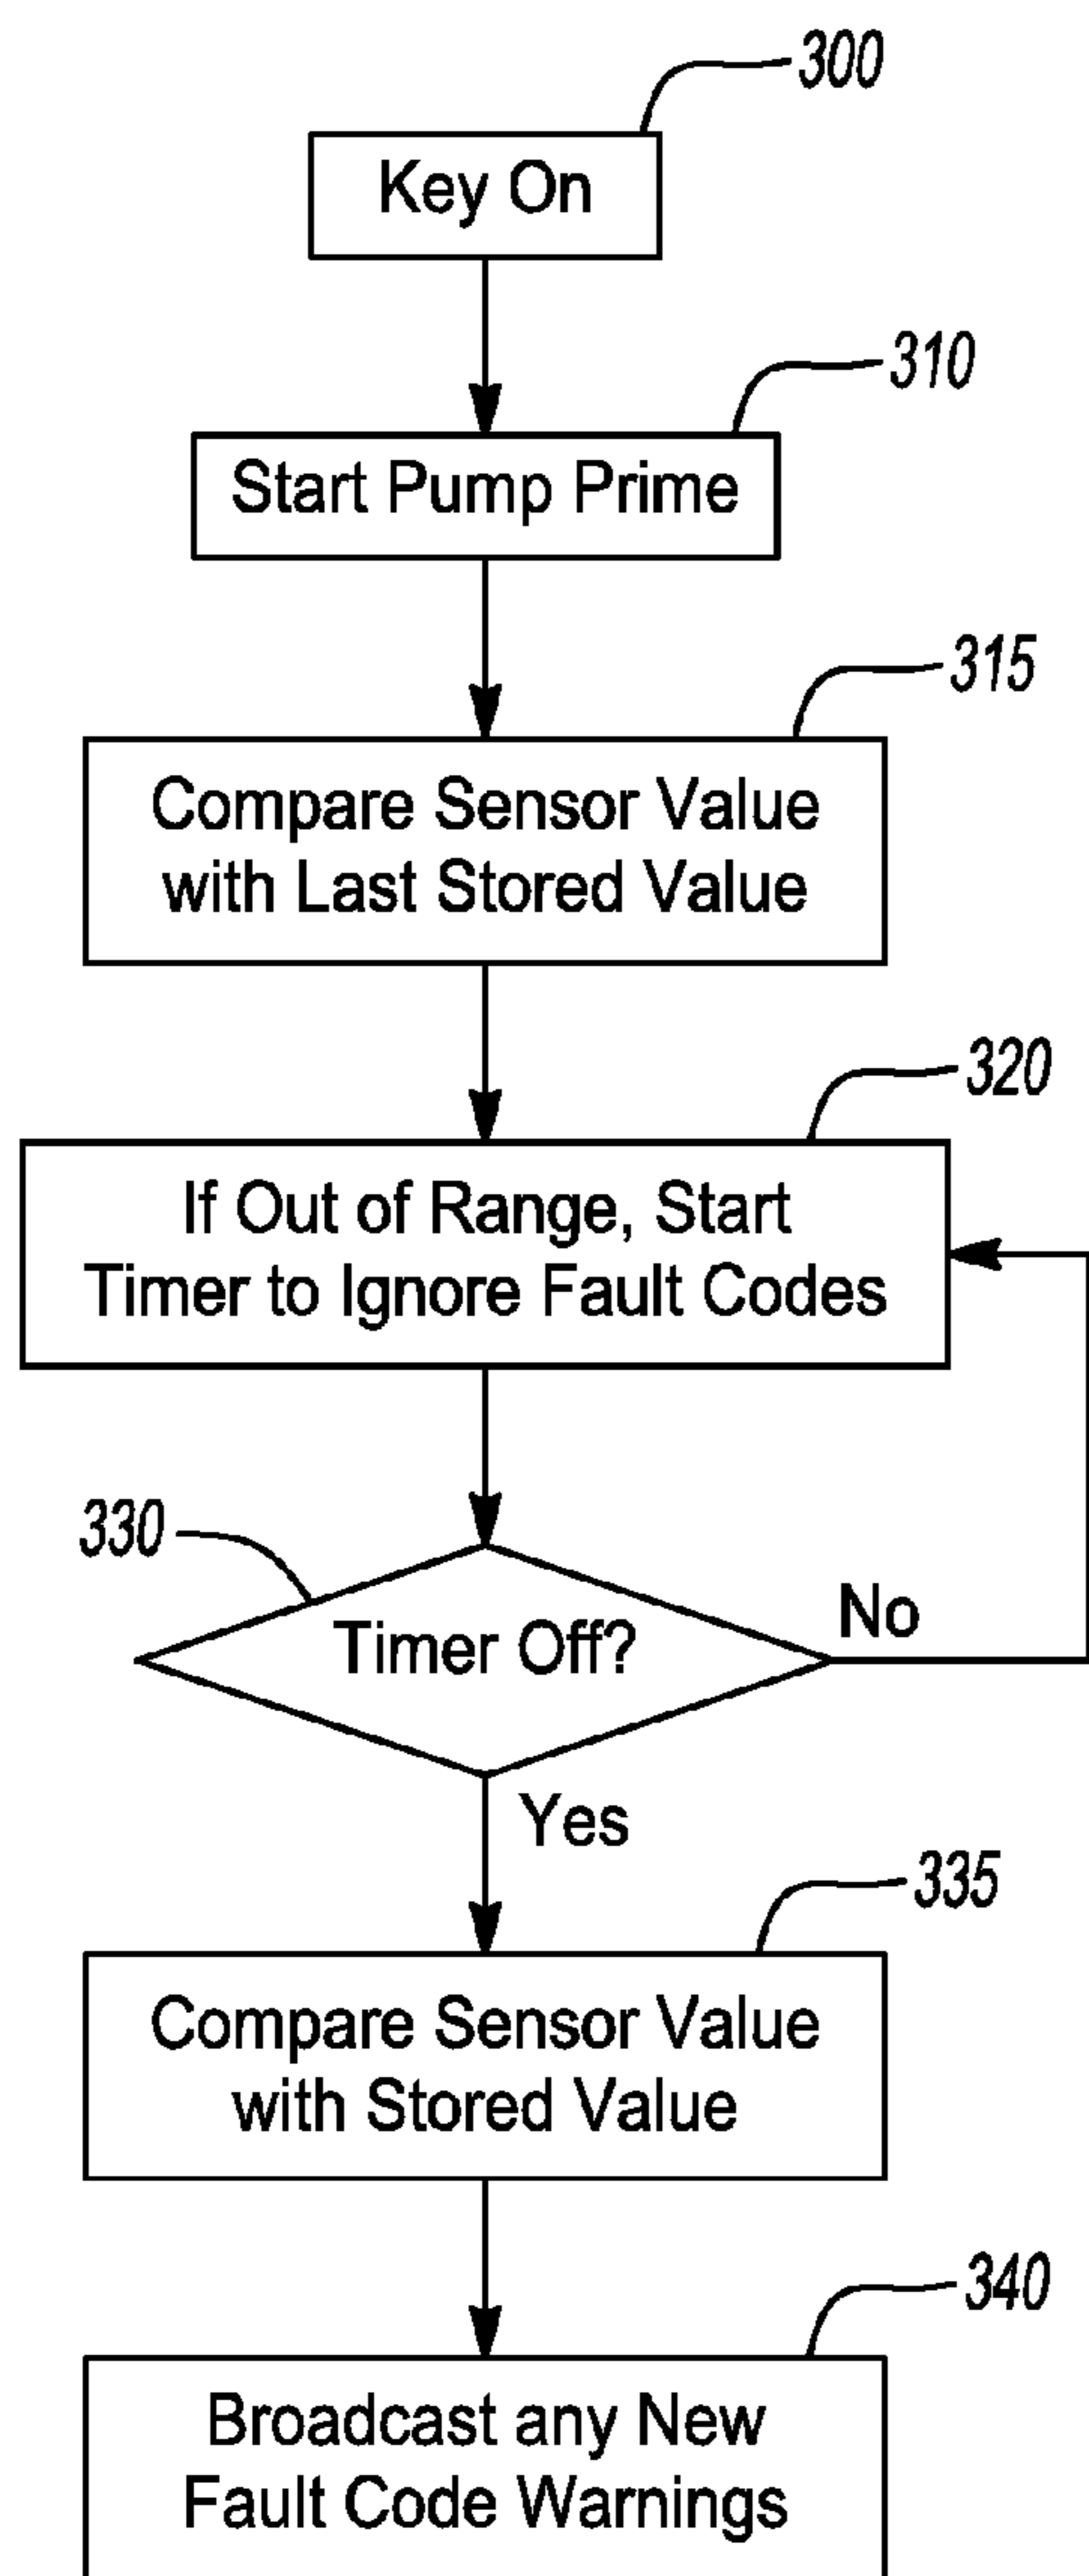 300
Key On
310
Start Pump Prime
315
Compare Sensor Value
with Last Stored Value
320
If Out of Range, Start
Timer to Ignore Fault Codes
330
Timer Off?
No
Yes
335
Compare Sensor Value
with Stored Value
340
Broadcast any New
Fault Code Warnings